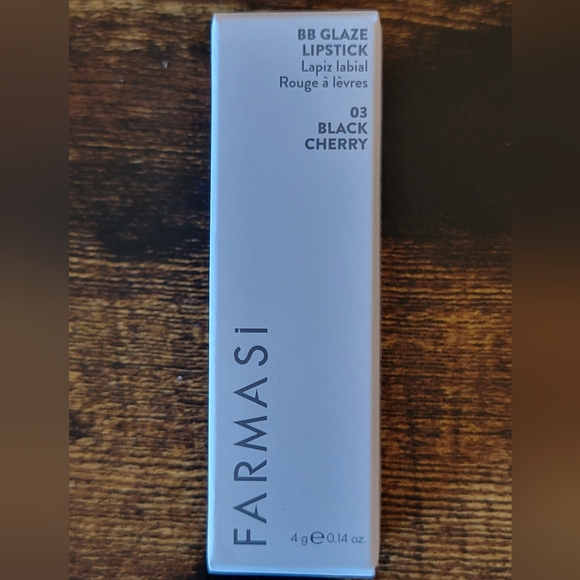 BB GLAZE
LIPSTICK
Lapiz labial
Rouge à lèvres
03
BLACK
CHERRY
FARMASi
4 g ℮ 0.14 oz.